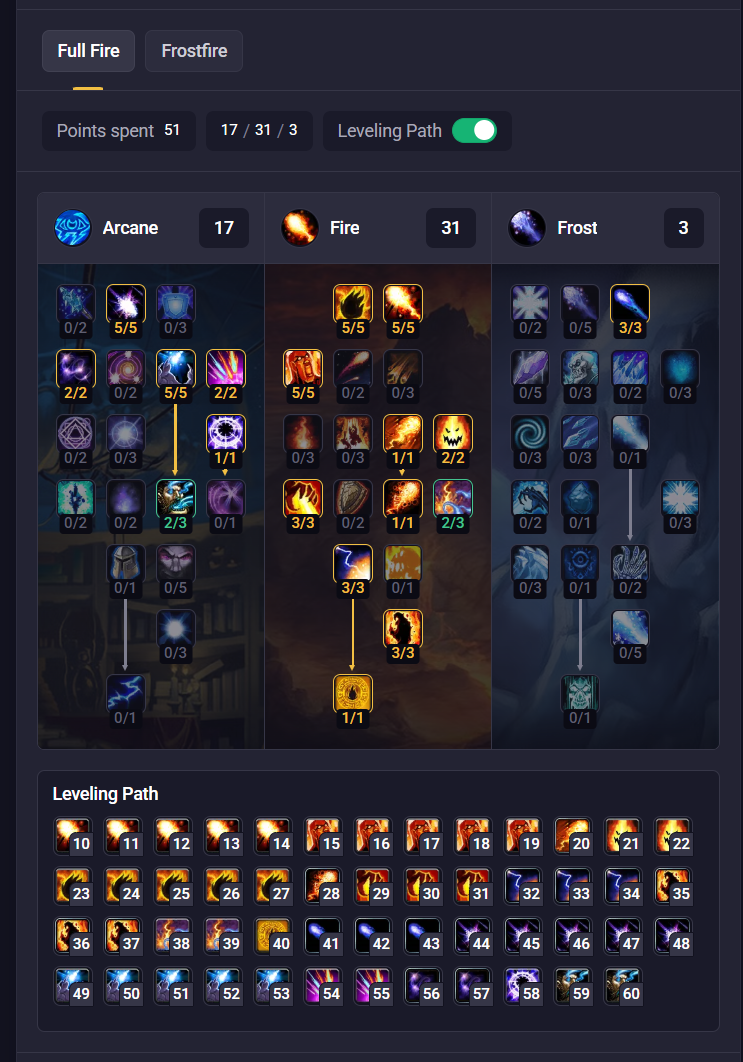 Full Fire Frostfire
Points spent 51 17 / 31 / 3 Leveling Path
Arcane 17 Fire 31 Frost 3
0/2 5/5 0/3 5/5 5/5 0/2 0/5 3/3
2/2 0/2 5/5 2/2 5/5 0/2 0/3 0/5 0/3 0/2 0/3
0/2 0/3 1/1 0/3 0/3 1/1 2/2 0/3 0/3 0/1
0/2 0/2 2/3 0/1 3/3 0/2 1/1 2/3 0/2 0/1 0/3
0/1 0/5 3/3 0/1 0/3 0/1 0/2
0/3 3/3 0/5
0/1 1/1 0/1
Leveling Path
10 11 12 13 14 15 16 17 18 19 20 21 22
23 24 25 26 27 28 29 30 31 32 33 34 35
36 37 38 39 40 41 42 43 44 45 46 47 48
49 50 51 52 53 54 55 56 57 58 59 60